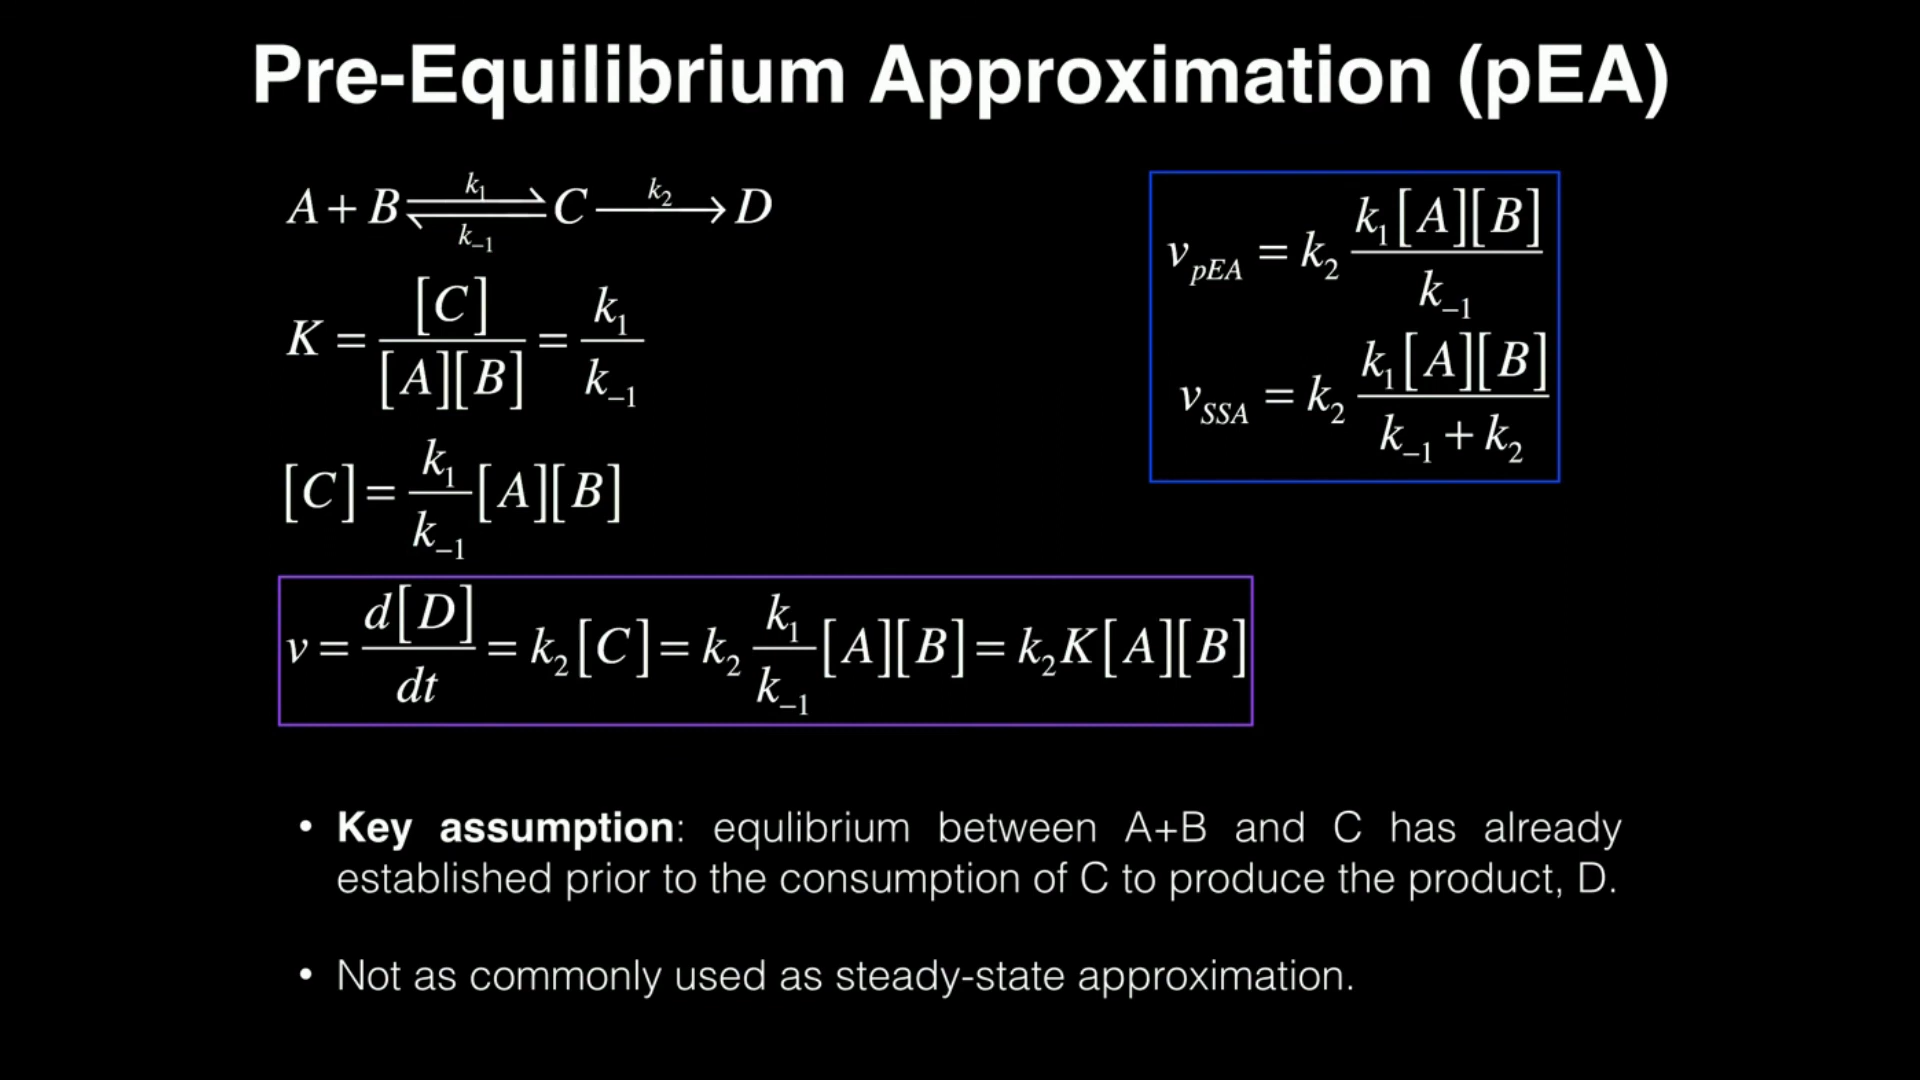 Pre-Equilibrium Approximation (pEA)
A + B ⇌ C ⟶ D (k₁, k₋₁, k₂)
K = [C] / [A][B] = k₁ / k₋₁
[C] = k₁ / k₋₁ [A][B]
v = d[D] / dt = k₂[C] = k₂ k₁ / k₋₁ [A][B] = k₂K[A][B]
v_pEA = k₂ k₁[A][B] / k₋₁
v_SSA = k₂ k₁[A][B] / k₋₁ + k₂
• Key assumption: equlibrium between A+B and C has already
established prior to the consumption of C to produce the product, D.
• Not as commonly used as steady-state approximation.